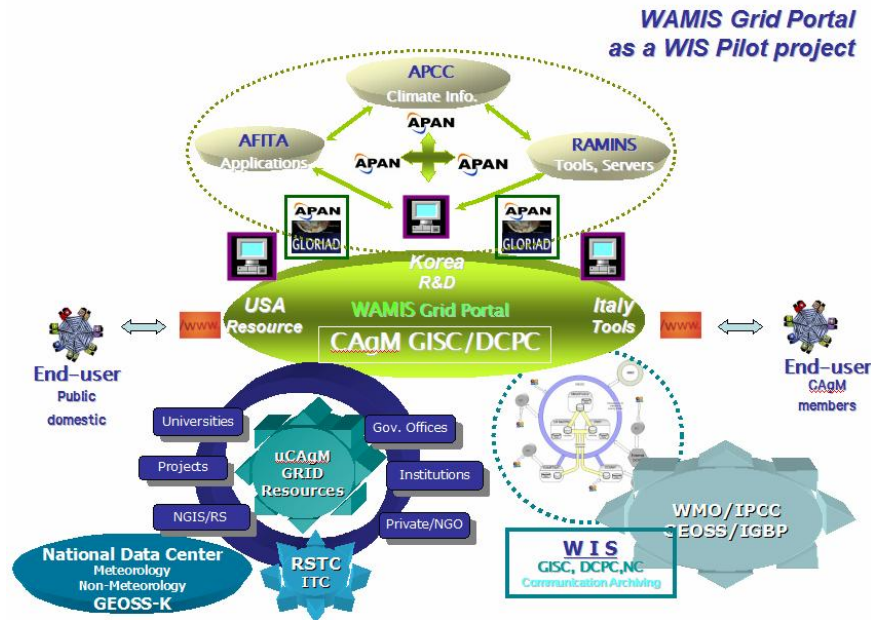 WAMIS Grid Portal
as a WIS Pilot project
APCC
Climate Info.
APAN
AFITA
Applications
APAN
APAN
RAMINS
Tools, Servers
APAN
GLORIAD
APAN
GLORIAD
Korea
R&D
USA
Resource
WAMIS Grid Portal
Italy
Tools
CAgM GISC/DCPC
/www.
/www.
End-user
Public
domestic
End-user
CAgM
members
Universities
Gov. Offices
uCAgM
GRID
Resources
Projects
Institutions
NGIS/RS
Private/NGO
WMO/IPCC
GEOSS/IGBP
National Data Center
Meteorology
Non-Meteorology
GEOSS-K
RSTC
ITC
W I S
GISC, DCPC,NC
Communication Archiving